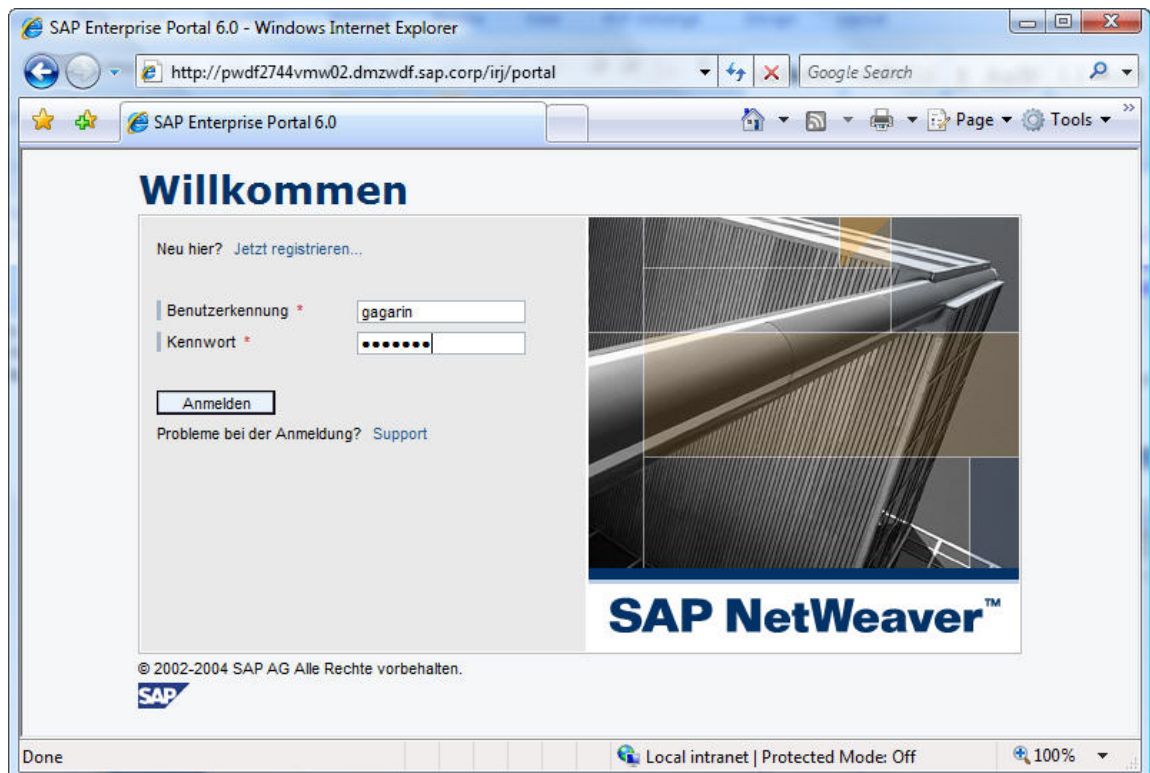 SAP Enterprise Portal 6.0 - Windows Internet Explorer
http://pwdf2744vmw02.dmzwdf.sap.corp/irj/portal
Google Search
SAP Enterprise Portal 6.0
Page
Tools
Willkommen
Neu hier? Jetzt registrieren...
Benutzerkennung * gagarin
Kennwort * •••••••
Anmelden
Probleme bei der Anmeldung? Support
SAP NetWeaver™
© 2002-2004 SAP AG Alle Rechte vorbehalten.
SAP
Done
Local intranet | Protected Mode: Off
100%